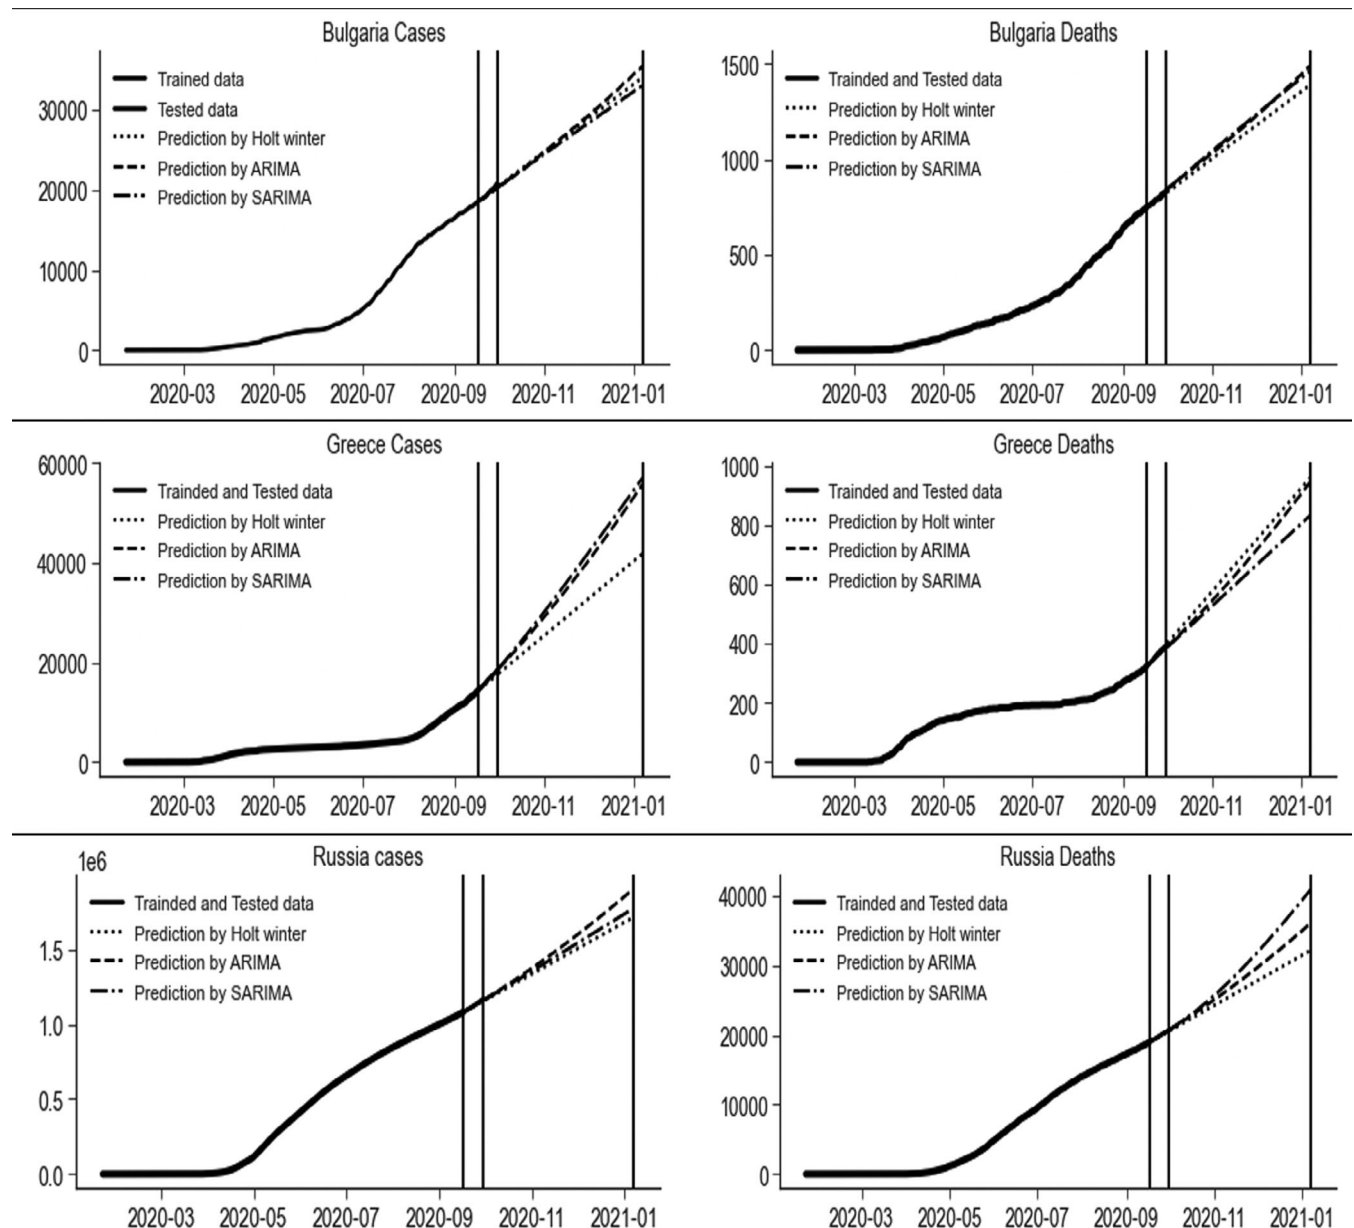 Bulgaria Cases
Trained data
Tested data
Prediction by Holt winter
Prediction by ARIMA
Prediction by SARIMA
30000
20000
10000
0
2020-03 2020-05 2020-07 2020-09 2020-11 2021-01
Bulgaria Deaths
Trainded and Tested data
Prediction by Holt winter
Prediction by ARIMA
Prediction by SARIMA
1500
1000
500
0
2020-03 2020-05 2020-07 2020-09 2020-11 2021-01
Greece Cases
Trainded and Tested data
Prediction by Holt winter
Prediction by ARIMA
Prediction by SARIMA
60000
40000
20000
0
2020-03 2020-05 2020-07 2020-09 2020-11 2021-01
Greece Deaths
Trainded and Tested data
Prediction by Holt winter
Prediction by ARIMA
Prediction by SARIMA
1000
800
600
400
200
0
2020-03 2020-05 2020-07 2020-09 2020-11 2021-01
Russia cases
1e6
Trainded and Tested data
Prediction by Holt winter
Prediction by ARIMA
Prediction by SARIMA
1.5
1.0
0.5
0.0
2020-03 2020-05 2020-07 2020-09 2020-11 2021-01
Russia Deaths
Trainded and Tested data
Prediction by Holt winter
Prediction by ARIMA
Prediction by SARIMA
40000
30000
20000
10000
0
2020-03 2020-05 2020-07 2020-09 2020-11 2021-01